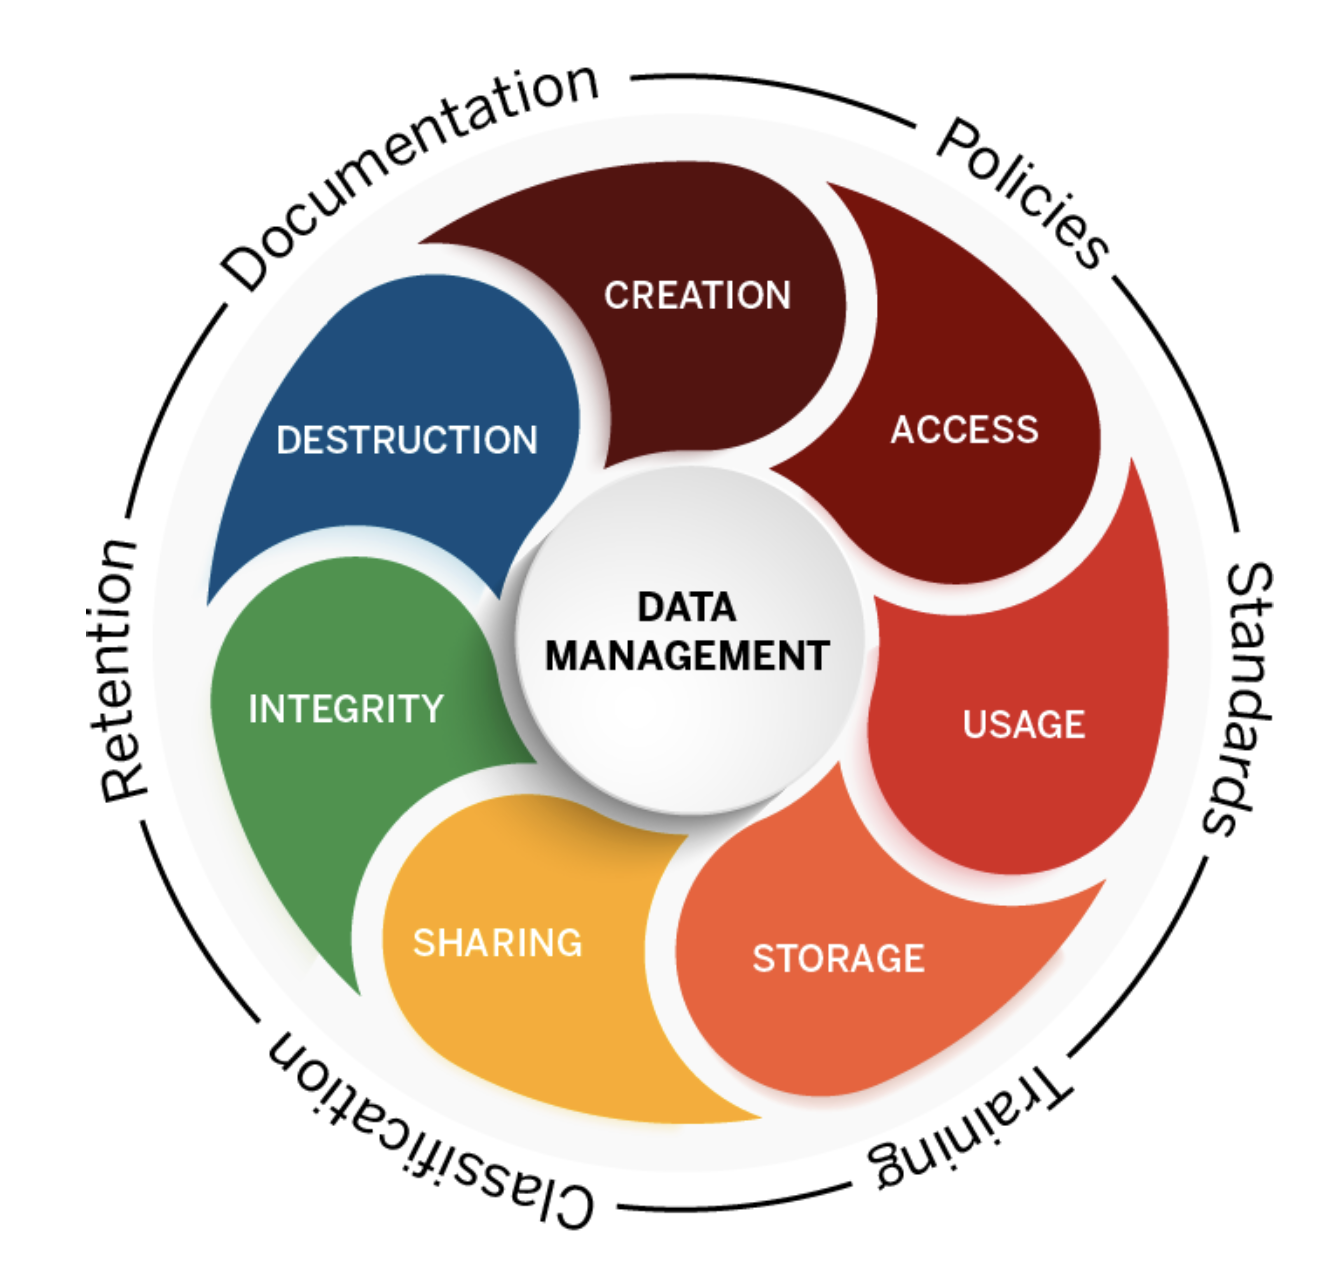 Documentation
Policies
Standards
Training
Classification
Retention
CREATION
ACCESS
USAGE
STORAGE
SHARING
INTEGRITY
DESTRUCTION
DATA
MANAGEMENT